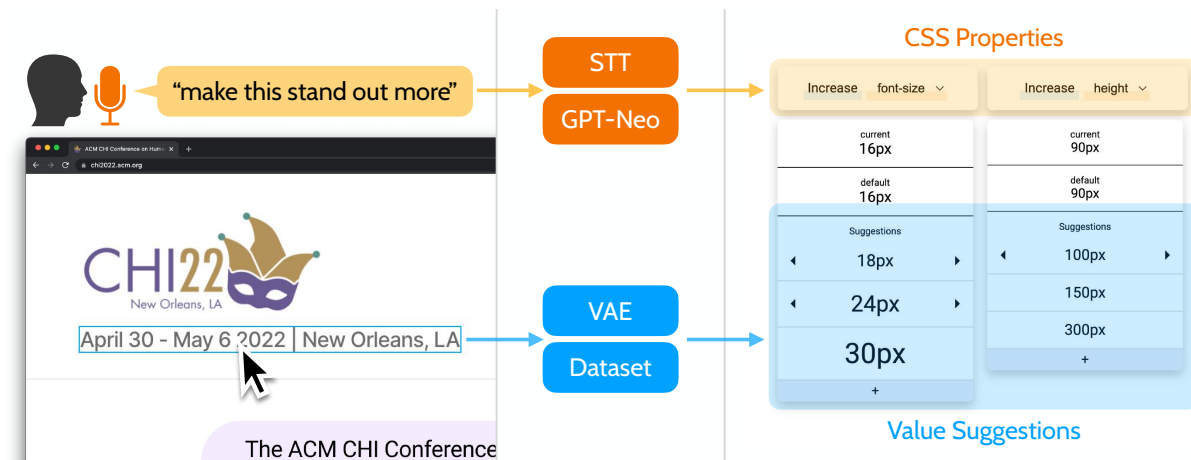 "make this stand out more"
ACM CHI Conference on Human
chi2022.acm.org
CHI22
New Orleans, LA
April 30 - May 6 2022 | New Orleans, LA
The ACM CHI Conference
STT
GPT-Neo
VAE
Dataset
CSS Properties
Increase font-size
current
16px
default
16px
Suggestions
18px
24px
30px
+
Increase height
current
90px
default
90px
Suggestions
100px
150px
300px
+
Value Suggestions